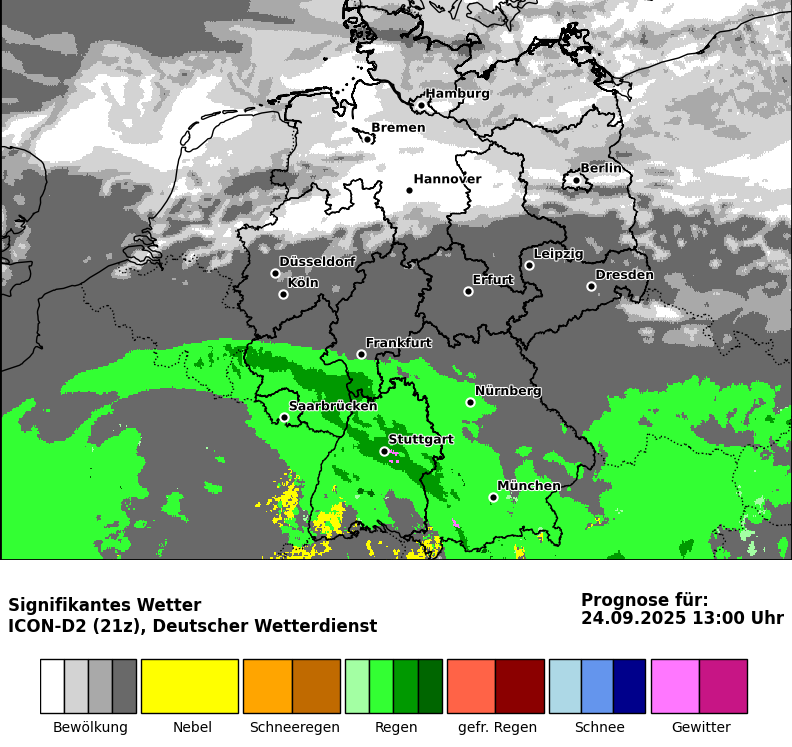 Hamburg
Bremen
Berlin
Hannover
Düsseldorf
Leipzig
Köln
Erfurt
Dresden
Frankfurt
Nürnberg
Saarbrücken
Stuttgart
München
Signifikantes Wetter
ICON-D2 (21z), Deutscher Wetterdienst
Prognose für:
24.09.2025 13:00 Uhr
Bewölkung Nebel Schneeregen Regen gefr. Regen Schnee Gewitter